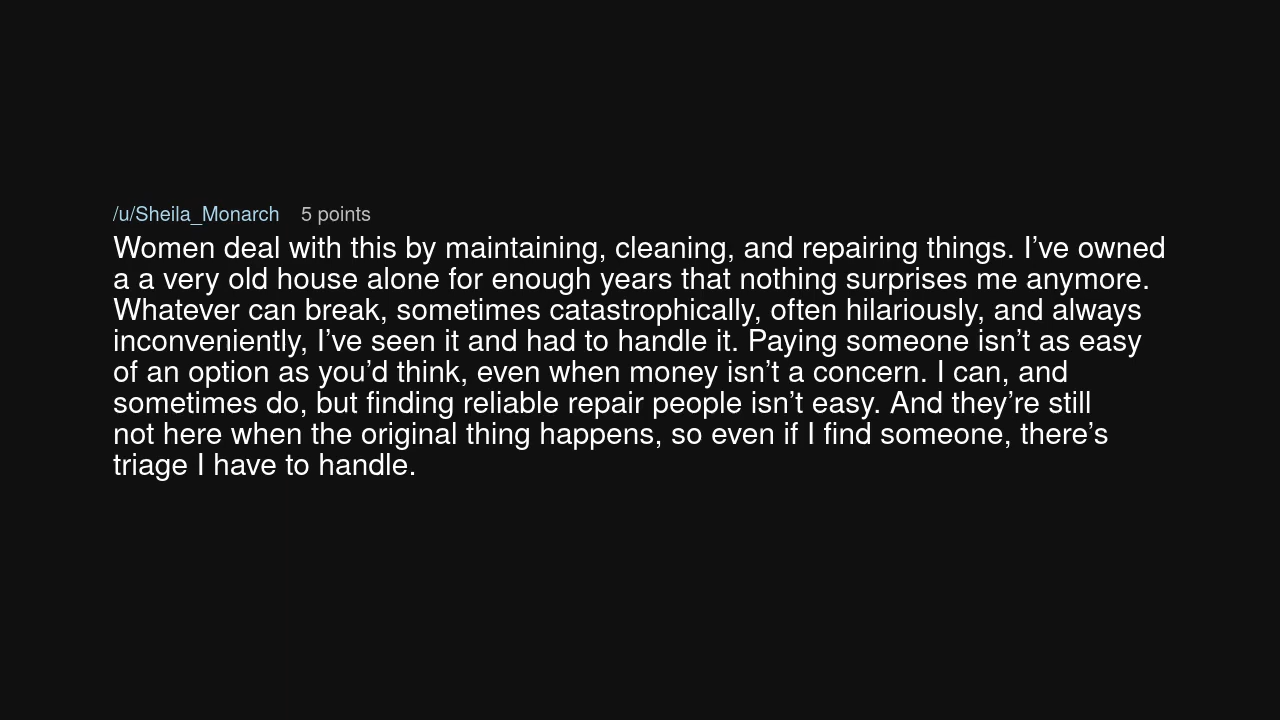 /u/Sheila_Monarch 5 points
Women deal with this by maintaining, cleaning, and repairing things. I’ve owned
a a very old house alone for enough years that nothing surprises me anymore.
Whatever can break, sometimes catastrophically, often hilariously, and always
inconveniently, I’ve seen it and had to handle it. Paying someone isn’t as easy
of an option as you’d think, even when money isn’t a concern. I can, and
sometimes do, but finding reliable repair people isn’t easy. And they’re still
not here when the original thing happens, so even if I find someone, there’s
triage I have to handle.